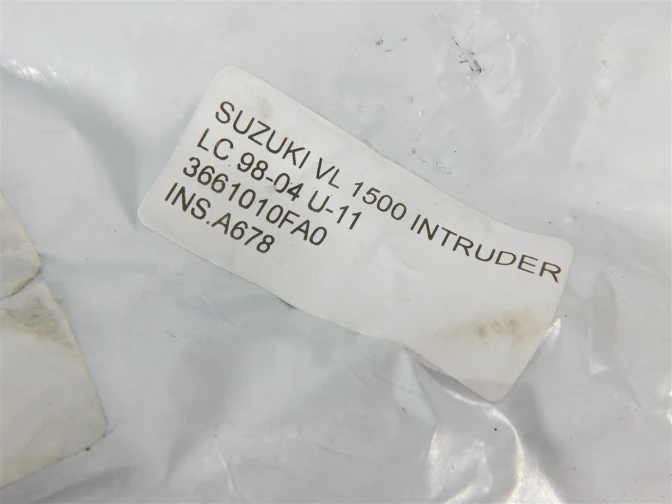 SUZUKI VL 1500 INTRUDER
LC 98-04 U-11
3661010FA0
INS.A678